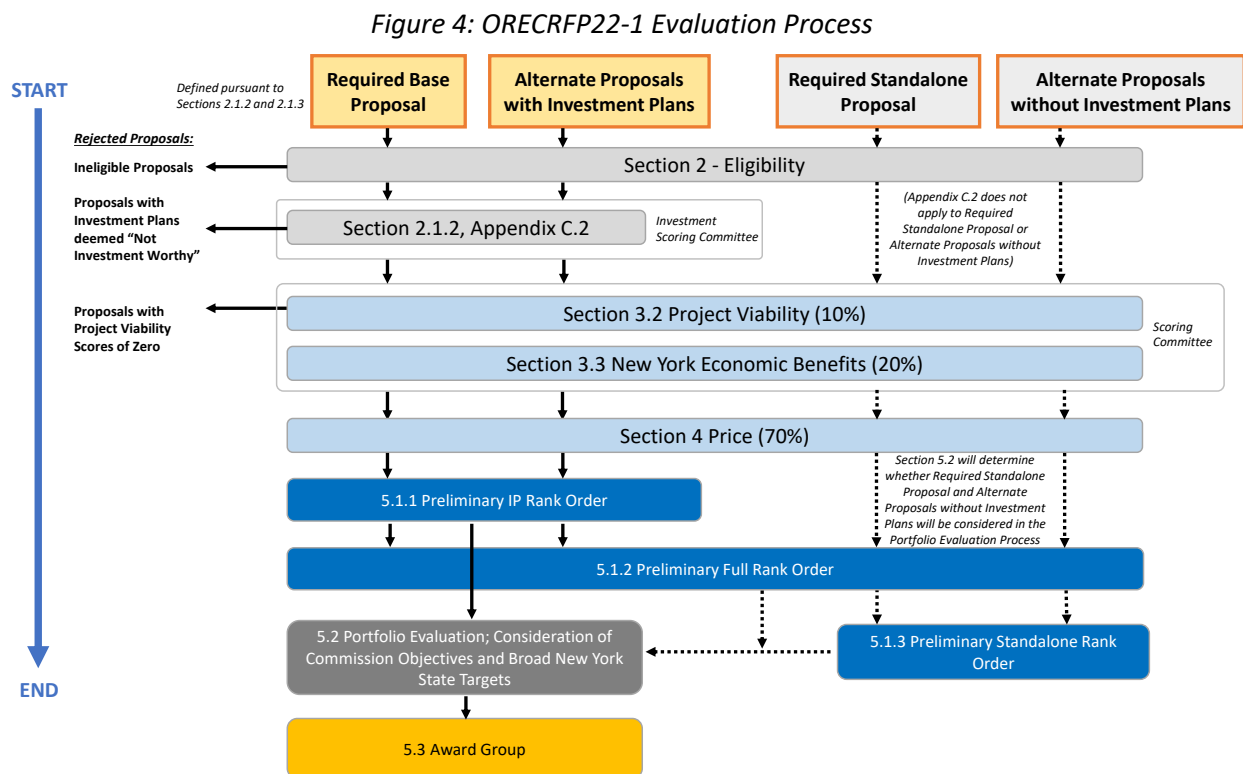 Figure 4: ORECRFP22-1 Evaluation Process
START
Defined pursuant to
Sections 2.1.2 and 2.1.3
Required Base
Proposal
Alternate Proposals
with Investment Plans
Required Standalone
Proposal
Alternate Proposals
without Investment Plans
Rejected Proposals:
Ineligible Proposals
Section 2 - Eligibility
Proposals with
Investment Plans
deemed “Not
Investment Worthy”
Section 2.1.2, Appendix C.2
Investment
Scoring Committee
(Appendix C.2 does not
apply to Required
Standalone Proposal or
Alternate Proposals without
Investment Plans)
Proposals with
Project Viability
Scores of Zero
Section 3.2 Project Viability (10%)
Section 3.3 New York Economic Benefits (20%)
Scoring
Committee
Section 4 Price (70%)
5.1.1 Preliminary IP Rank Order
Section 5.2 will determine
whether Required Standalone
Proposal and Alternate
Proposals without Investment
Plans will be considered in the
Portfolio Evaluation Process
5.1.2 Preliminary Full Rank Order
5.2 Portfolio Evaluation; Consideration of
Commission Objectives and Broad New York
State Targets
5.1.3 Preliminary Standalone Rank
Order
END
5.3 Award Group